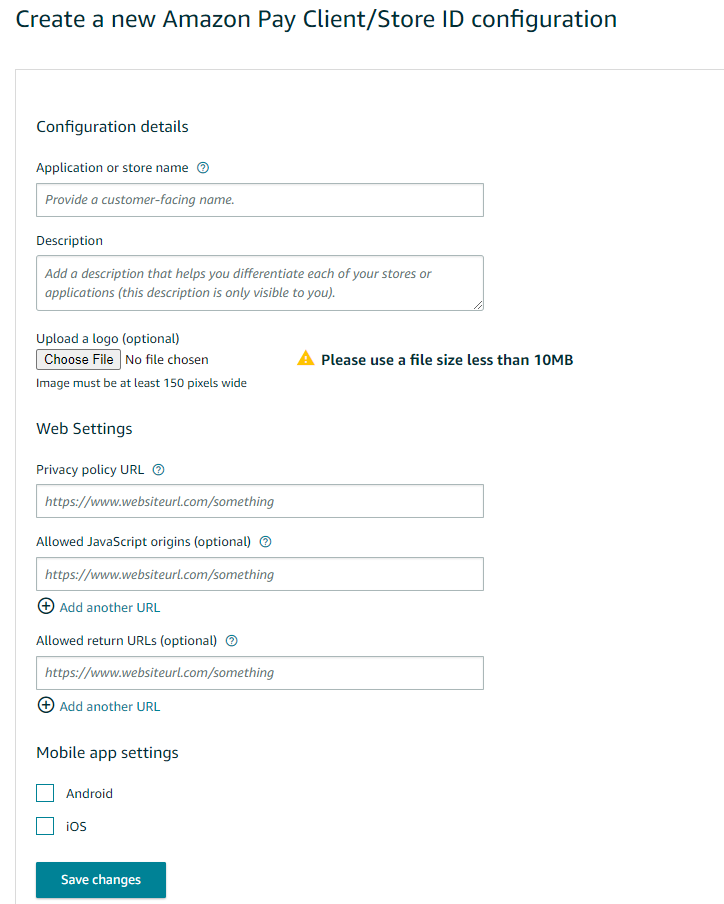 Create a new Amazon Pay Client/Store ID configuration
Configuration details
Application or store name
Provide a customer-facing name.
Description
Add a description that helps you differentiate each of your stores or
applications (this description is only visible to you).
Upload a logo (optional)
Choose File No file chosen
Please use a file size less than 10MB
Image must be at least 150 pixels wide
Web Settings
Privacy policy URL
https://www.websiteurl.com/something
Allowed JavaScript origins (optional)
https://www.websiteurl.com/something
Add another URL
Allowed return URLs (optional)
https://www.websiteurl.com/something
Add another URL
Mobile app settings
Android
iOS
Save changes